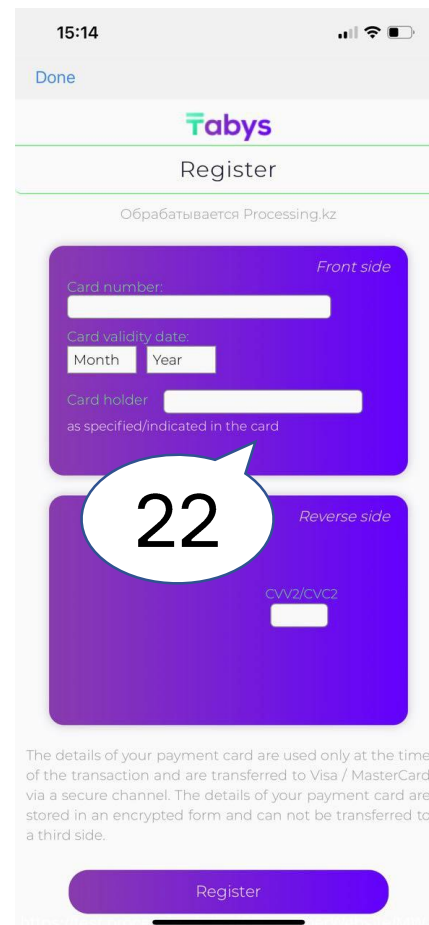 15:14
Done
Tabys
Register
Обрабатывается Processing.kz
Front side
Card number:
Card validity date:
Month Year
Card holder
as specified/indicated in the card
22
Reverse side
CVV2/CVC2
The details of your payment card are used only at the time
of the transaction and are transferred to Visa / MasterCard
via a secure channel. The details of your payment card are
stored in an encrypted form and can not be transferred to
a third side.
Register